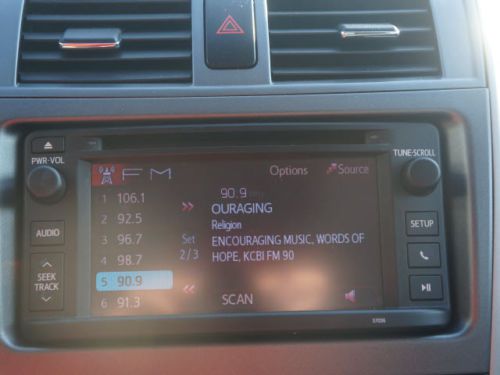 PWR•VOL
TUNE•SCROLL
FM
Options
Source
1 106.1
90.9
2 92.5
OURAGING
Religion
3 96.7
Set
ENCOURAGING MUSIC, WORDS OF
4 98.7
2/3
HOPE, KCBI FM 90
5 90.9
6 91.3
SCAN
AUDIO
SEEK
TRACK
SETUP